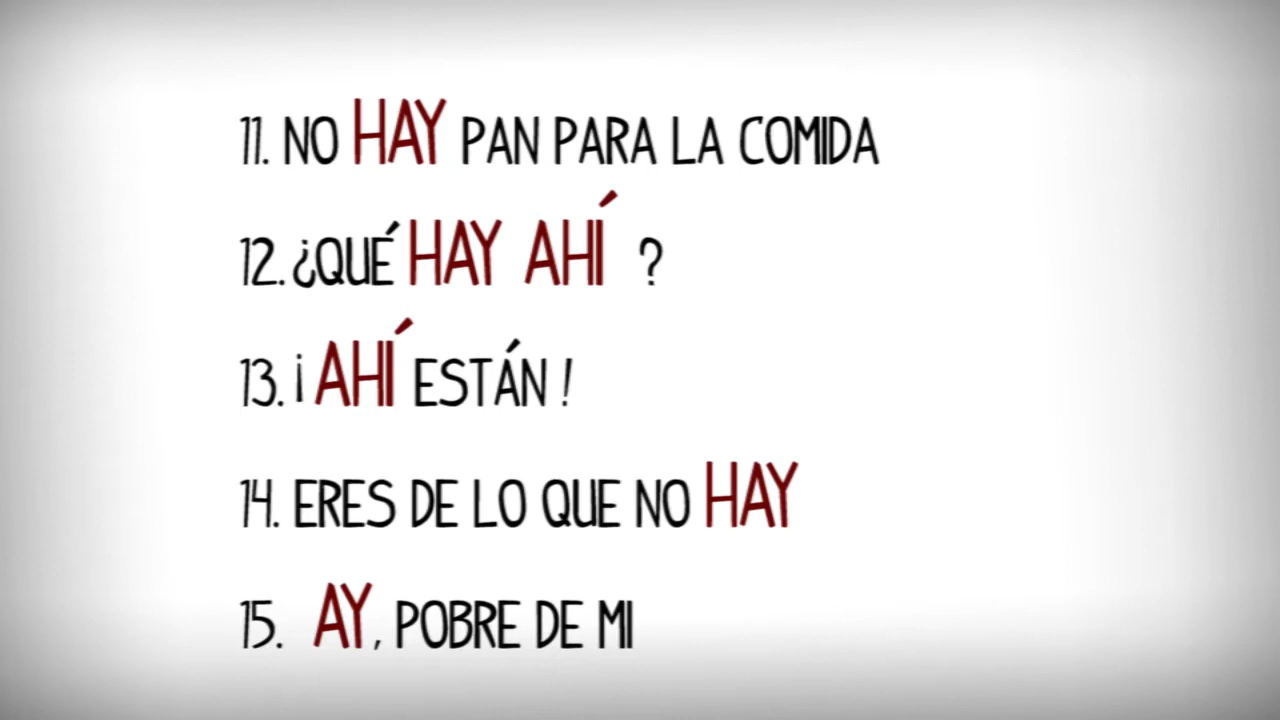 11. NO HAY PAN PARA LA COMIDA
12. ¿QUÉ HAY AHÍ ?
13. ¡ AHÍ ESTÁN !
14. ERES DE LO QUE NO HAY
15. AY, POBRE DE MI